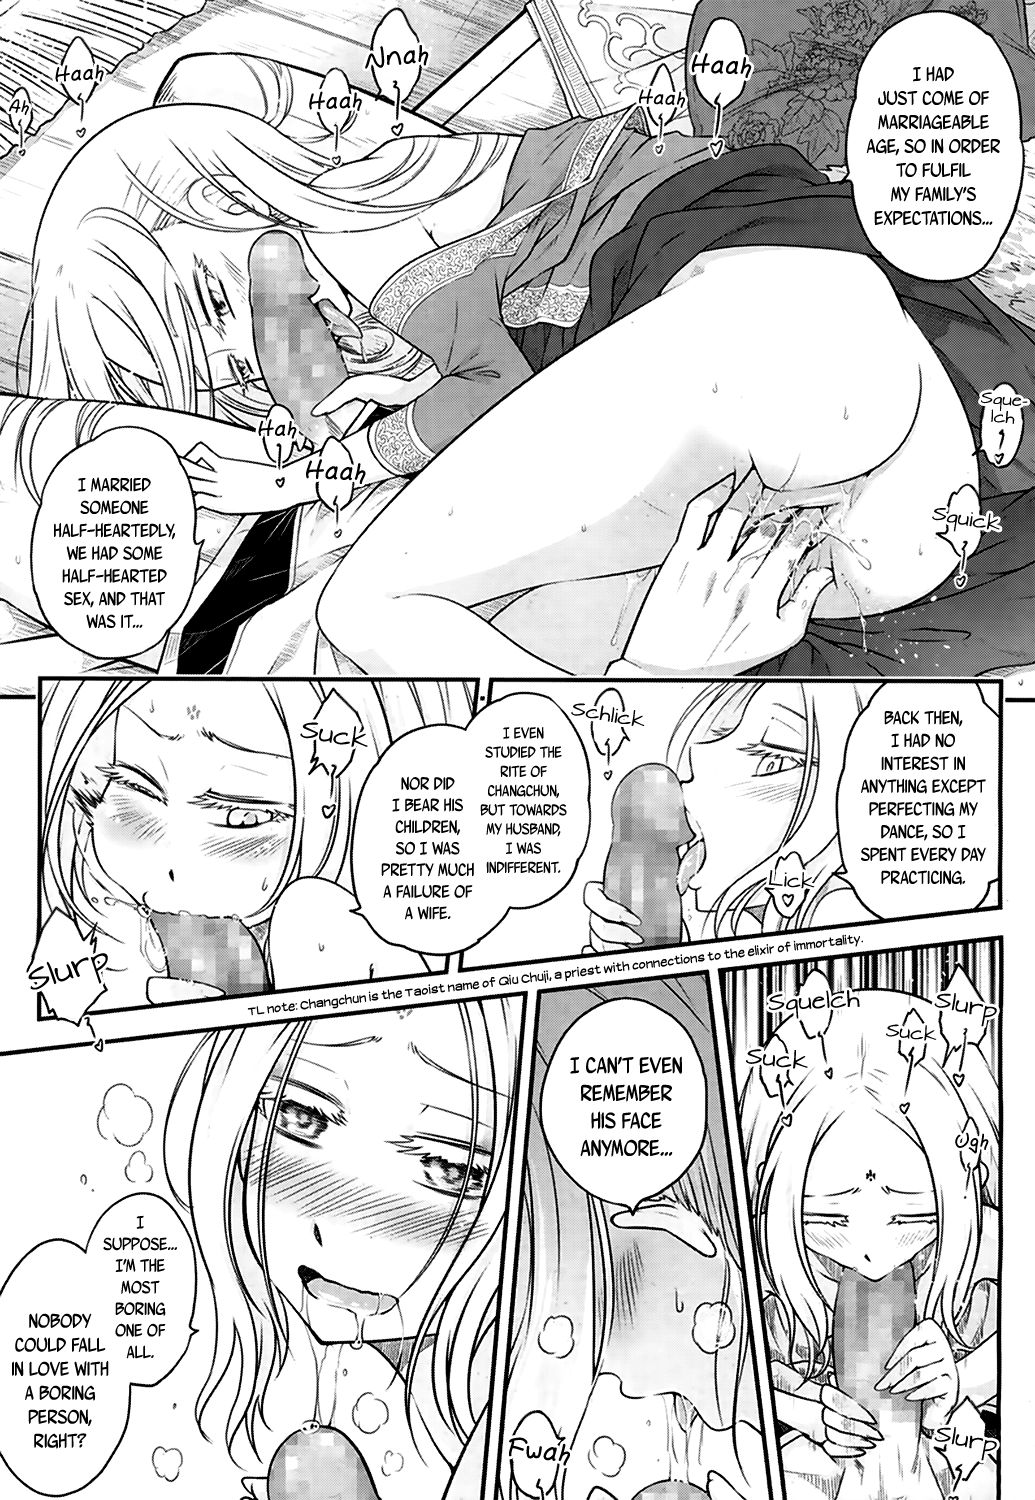 Haah
I HAD
JUST COME OF
MARRIAGEABLE
AGE, SO IN ORDER
TO FULFIL
MY FAMILY'S
EXPECTATIONS...
Haah
Nnah
Haah
Haah
Ah
Sque-
lch
Squick
Hah
Haah
I MARRIED
SOMEONE
HALF-HEARTEDLY,
WE HAD SOME
HALF-HEARTED
SEX, AND THAT
WAS IT...
BACK THEN,
I HAD NO
INTEREST IN
ANYTHING EXCEPT
PERFECTING MY
DANCE, SO I
SPENT EVERY DAY
PRACTICING.
Schlick
Lick
I EVEN
STUDIED THE
RITE OF
CHANGCHUN,
BUT TOWARDS
MY HUSBAND,
I WAS
INDIFFERENT.
NOR DID
I BEAR HIS
CHILDREN,
SO I WAS
PRETTY MUCH
A FAILURE OF
A WIFE.
Suck
Slurp
TL note: Changchun is the Taoist name of Qiu Chuji, a priest with connections to the elixir of immortality.
Slurp
Squelch
Suck
Suck
Ugh
Slurp
I CAN'T EVEN
REMEMBER
HIS FACE
ANYMORE...
Fwah
I
SUPPOSE...
I'M THE
MOST
BORING
ONE OF
ALL.
NOBODY
COULD FALL
IN LOVE WITH
A BORING
PERSON,
RIGHT?